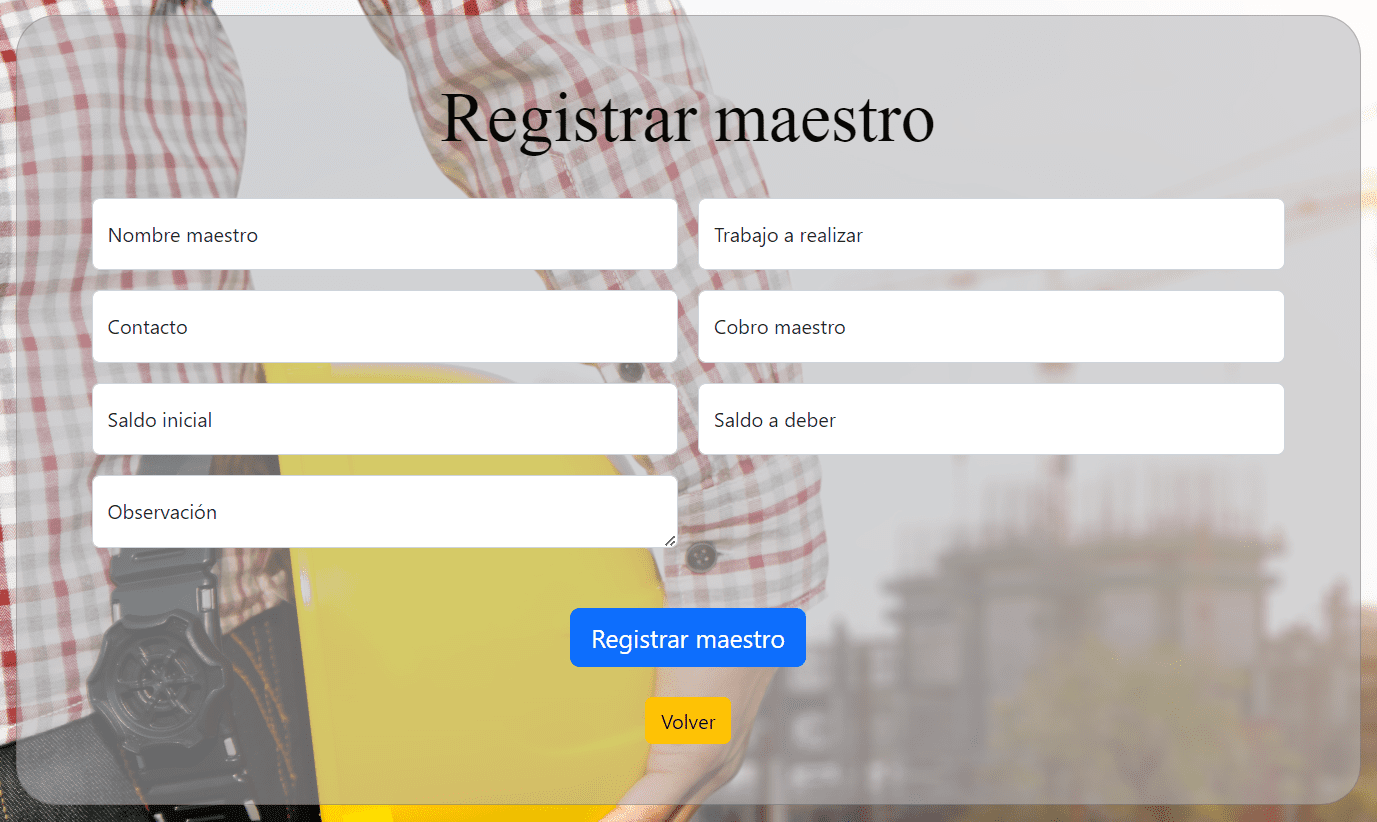 Registrar maestro
Nombre maestro
Trabajo a realizar
Contacto
Cobro maestro
Saldo inicial
Saldo a deber
Observación
Registrar maestro
Volver